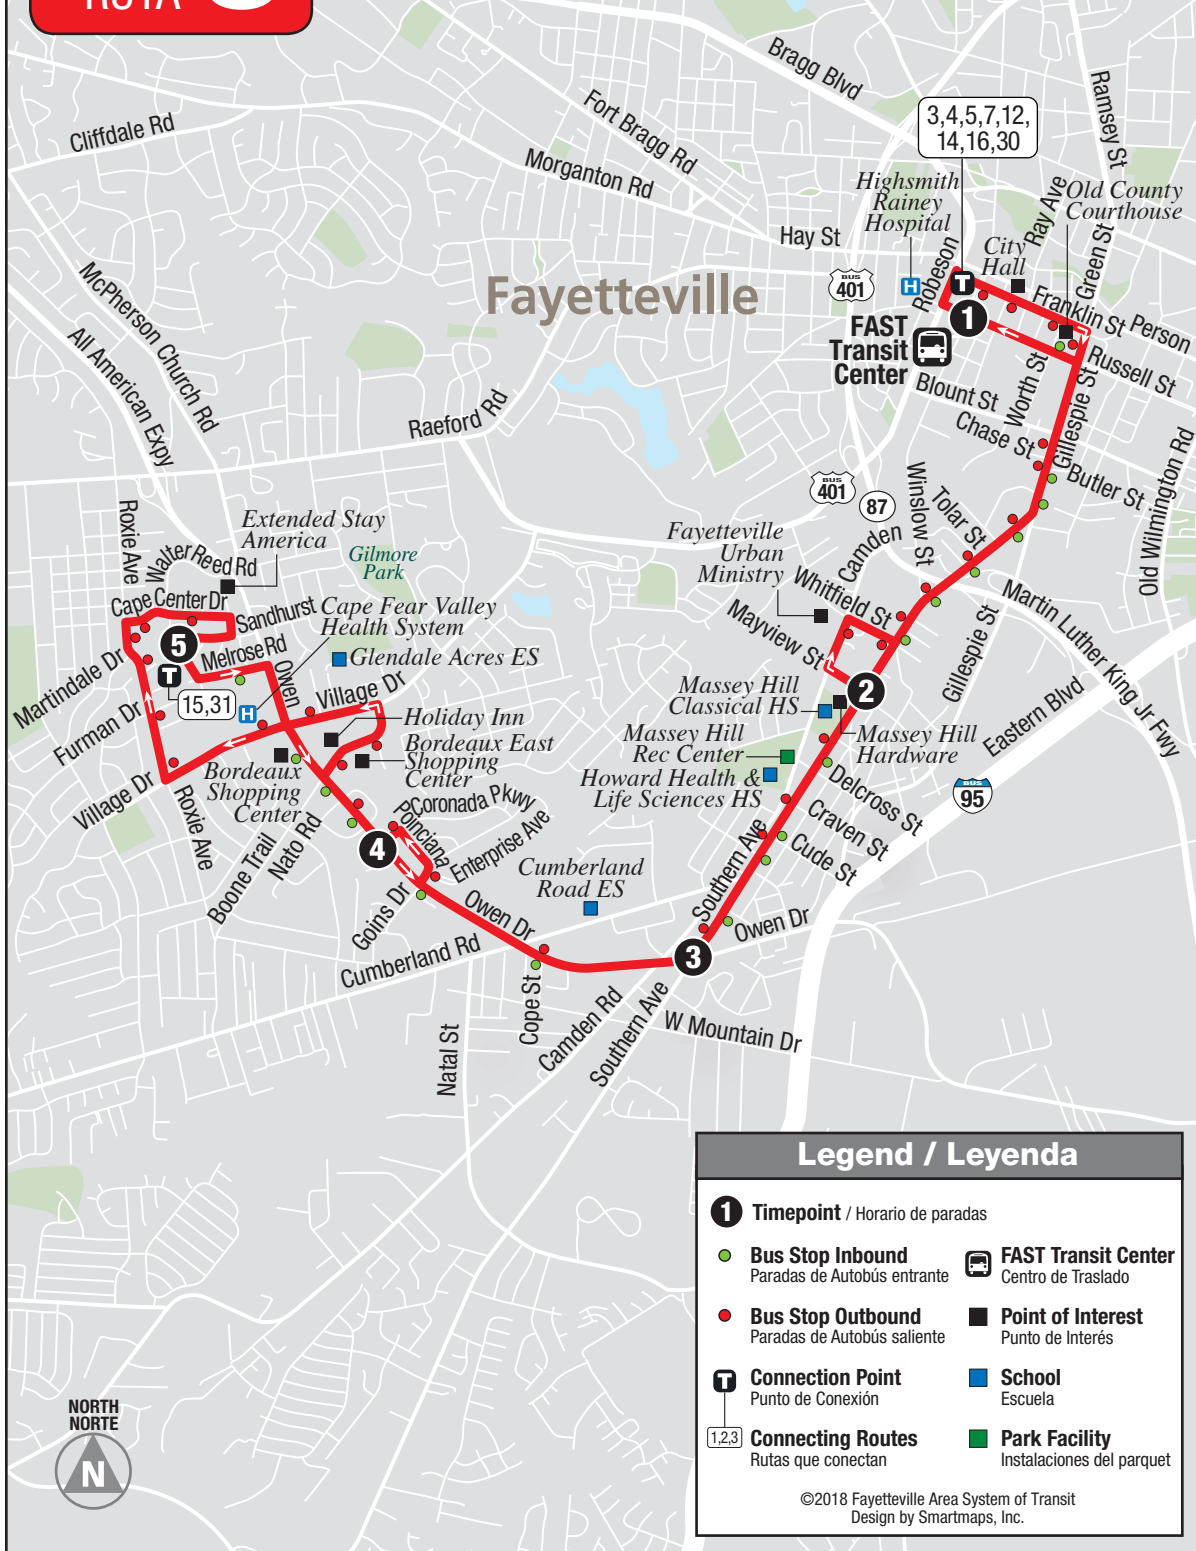 RUTA
Bragg Blvd
Ramsey St
Cliffdale Rd
Fort Bragg Rd
3,4,5,7,12,
14,16,30
Morganton Rd
Highsmith
Rainey
Hospital
Ray Ave
Old County
Courthouse
Hay St
City
Hall
Green St
BUS
401
H
Robeson
T
McPherson Church Rd
Fayetteville
Franklin St
Person
1
FAST
Transit
Center
All American Expy
Russell St
Blount St
Worth St
Gillespie St
Raeford Rd
Chase St
Butler St
Old Wilmington Rd
BUS
401
87
Winslow St
Tolar St
Roxie Ave
Extended Stay
America
Walter Reed Rd
Gilmore
Park
Fayetteville
Urban
Ministry
Camden
Whitfield St
Martin Luther King Jr Fwy
Cape Center Dr
Sandhurst
Cape Fear Valley
Health System
Mayview St
Gillespie St
5
Melrose Rd
Owen
Glendale Acres ES
Martindale Dr
T
15,31
H
Village Dr
Massey Hill
Classical HS
2
Eastern Blvd
Furman Dr
Holiday Inn
Massey Hill
Rec Center
Massey Hill
Hardware
Bordeaux East
Shopping
Center
Bordeaux
Shopping
Center
Howard Health &
Life Sciences HS
BUS
95
Village Dr
Roxie Ave
Delcross St
Coronada Pkwy
Poinciana
Craven St
Boone Trail
Nato Rd
4
Enterprise Ave
Cude St
Southern Ave
Cumberland
Road ES
Goins Dr
Owen Dr
Owen Dr
Cumberland Rd
3
Cope St
Camden Rd
Southern Ave
W Mountain Dr
Natal St
Legend / Leyenda
1 Timepoint / Horario de paradas
Bus Stop Inbound
Paradas de Autobús entrante
FAST Transit Center
Centro de Traslado
Bus Stop Outbound
Paradas de Autobús saliente
Point of Interest
Punto de Interés
T Connection Point
Punto de Conexión
School
Escuela
1,2,3 Connecting Routes
Rutas que conectan
Park Facility
Instalaciones del parquet
©2018 Fayetteville Area System of Transit
Design by Smartmaps, Inc.
NORTH
NORTE
N